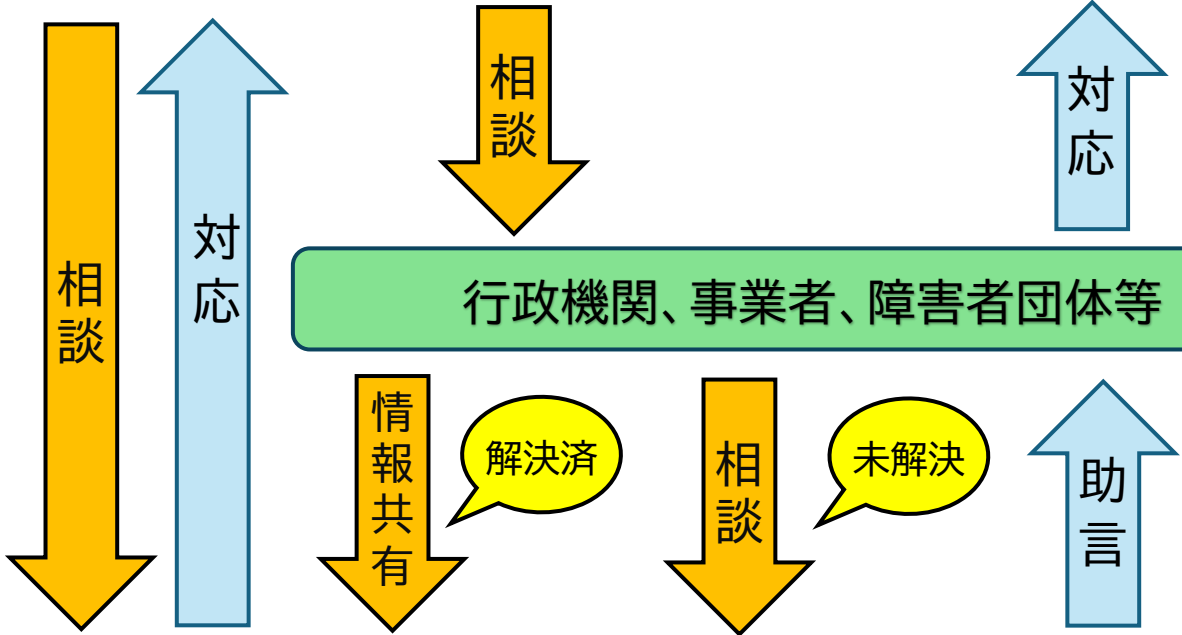 相談
対応
相談
対応
行政機関、事業者、障害者団体等
情報共有
解決済
相談
未解決
助言